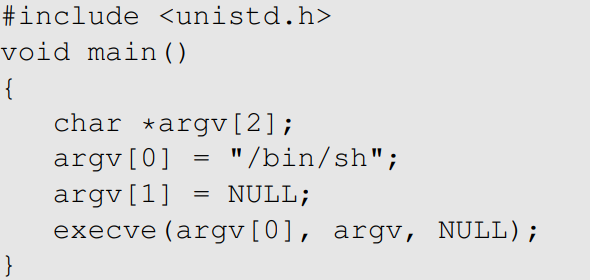 #include <unistd.h>
void main()
{
   char *argv[2];
   argv[0] = "/bin/sh";
   argv[1] = NULL;
   execve(argv[0], argv, NULL);
}